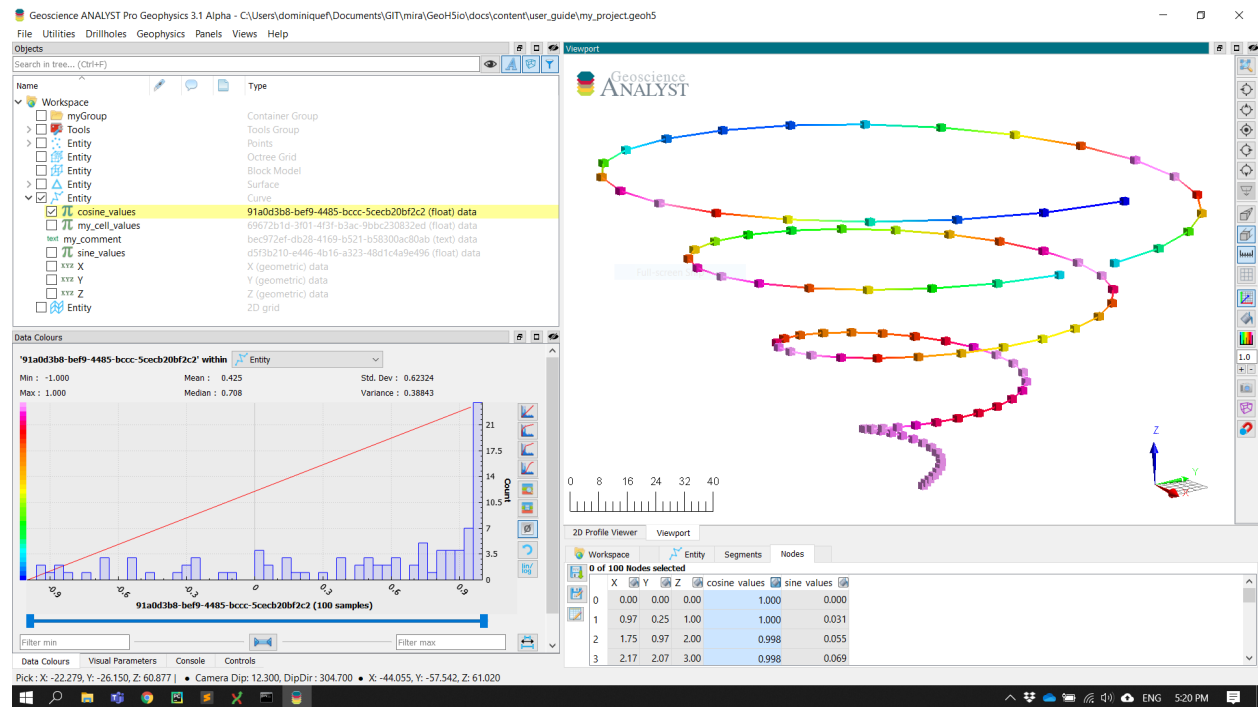 Geoscience ANALYST Pro Geophysics 3.1 Alpha - C:\Users\dominiquef\Documents\GIT\mira\GeoH5io\docs\content\user_guide\my_project.geoh5
File Utilities Drillholes Geophysics Panels Views Help
Objects
Search in tree... (Ctrl+F)
Name Type
Workspace
myGroup Container Group
Tools Tools Group
Entity Points
Entity Octree Grid
Entity Block Model
Entity Surface
Entity Curve
cosine_values 91a0d3b8-bef9-4485-bccc-5cecb20bf2c2 (float) data
my_cell_values 69672b1d-3f01-4f3f-b3ac-9bbc230832ed (float) data
text my_comment bec972ef-db28-4169-b521-b58300ac80ab (text) data
sine_values d5f3b210-e446-4b16-a323-48d1c4a9e496 (float) data
XYZ X X (geometric) data
XYZ Y Y (geometric) data
XYZ Z Z (geometric) data
Entity 2D grid
Data Colours
'91a0d3b8-bef9-4485-bccc-5cecb20bf2c2' within Entity
Min : -1.000 Mean : 0.425 Std. Dev : 0.62324
Max : 1.000 Median : 0.708 Variance : 0.38843
21
17.5
14
10.5
7
3.5
0
Count
-0.9 -0.6 -0.3 0 0.3 0.6 0.9
91a0d3b8-bef9-4485-bccc-5cecb20bf2c2 (100 samples)
lin/
log
Filter min Filter max
Data Colours Visual Parameters Console Controls
Viewport
Geoscience
ANALYST
Full-screen
1.0
0 8 16 24 32 40
Z
Y
X
2D Profile Viewer Viewport
Workspace Entity Segments Nodes
0 of 100 Nodes selected
X Y Z cosine values sine values
0 0.00 0.00 0.00 1.000 0.000
1 0.97 0.25 1.00 1.000 0.031
2 1.75 0.97 2.00 0.998 0.055
3 2.17 2.07 3.00 0.998 0.069
Pick : X: -22.279, Y: -26.150, Z: 60.877 | ● Camera Dip: 12.300, DipDir : 304.700 ● X: -44.055, Y: -57.542, Z: 61.020
ENG 5:20 PM